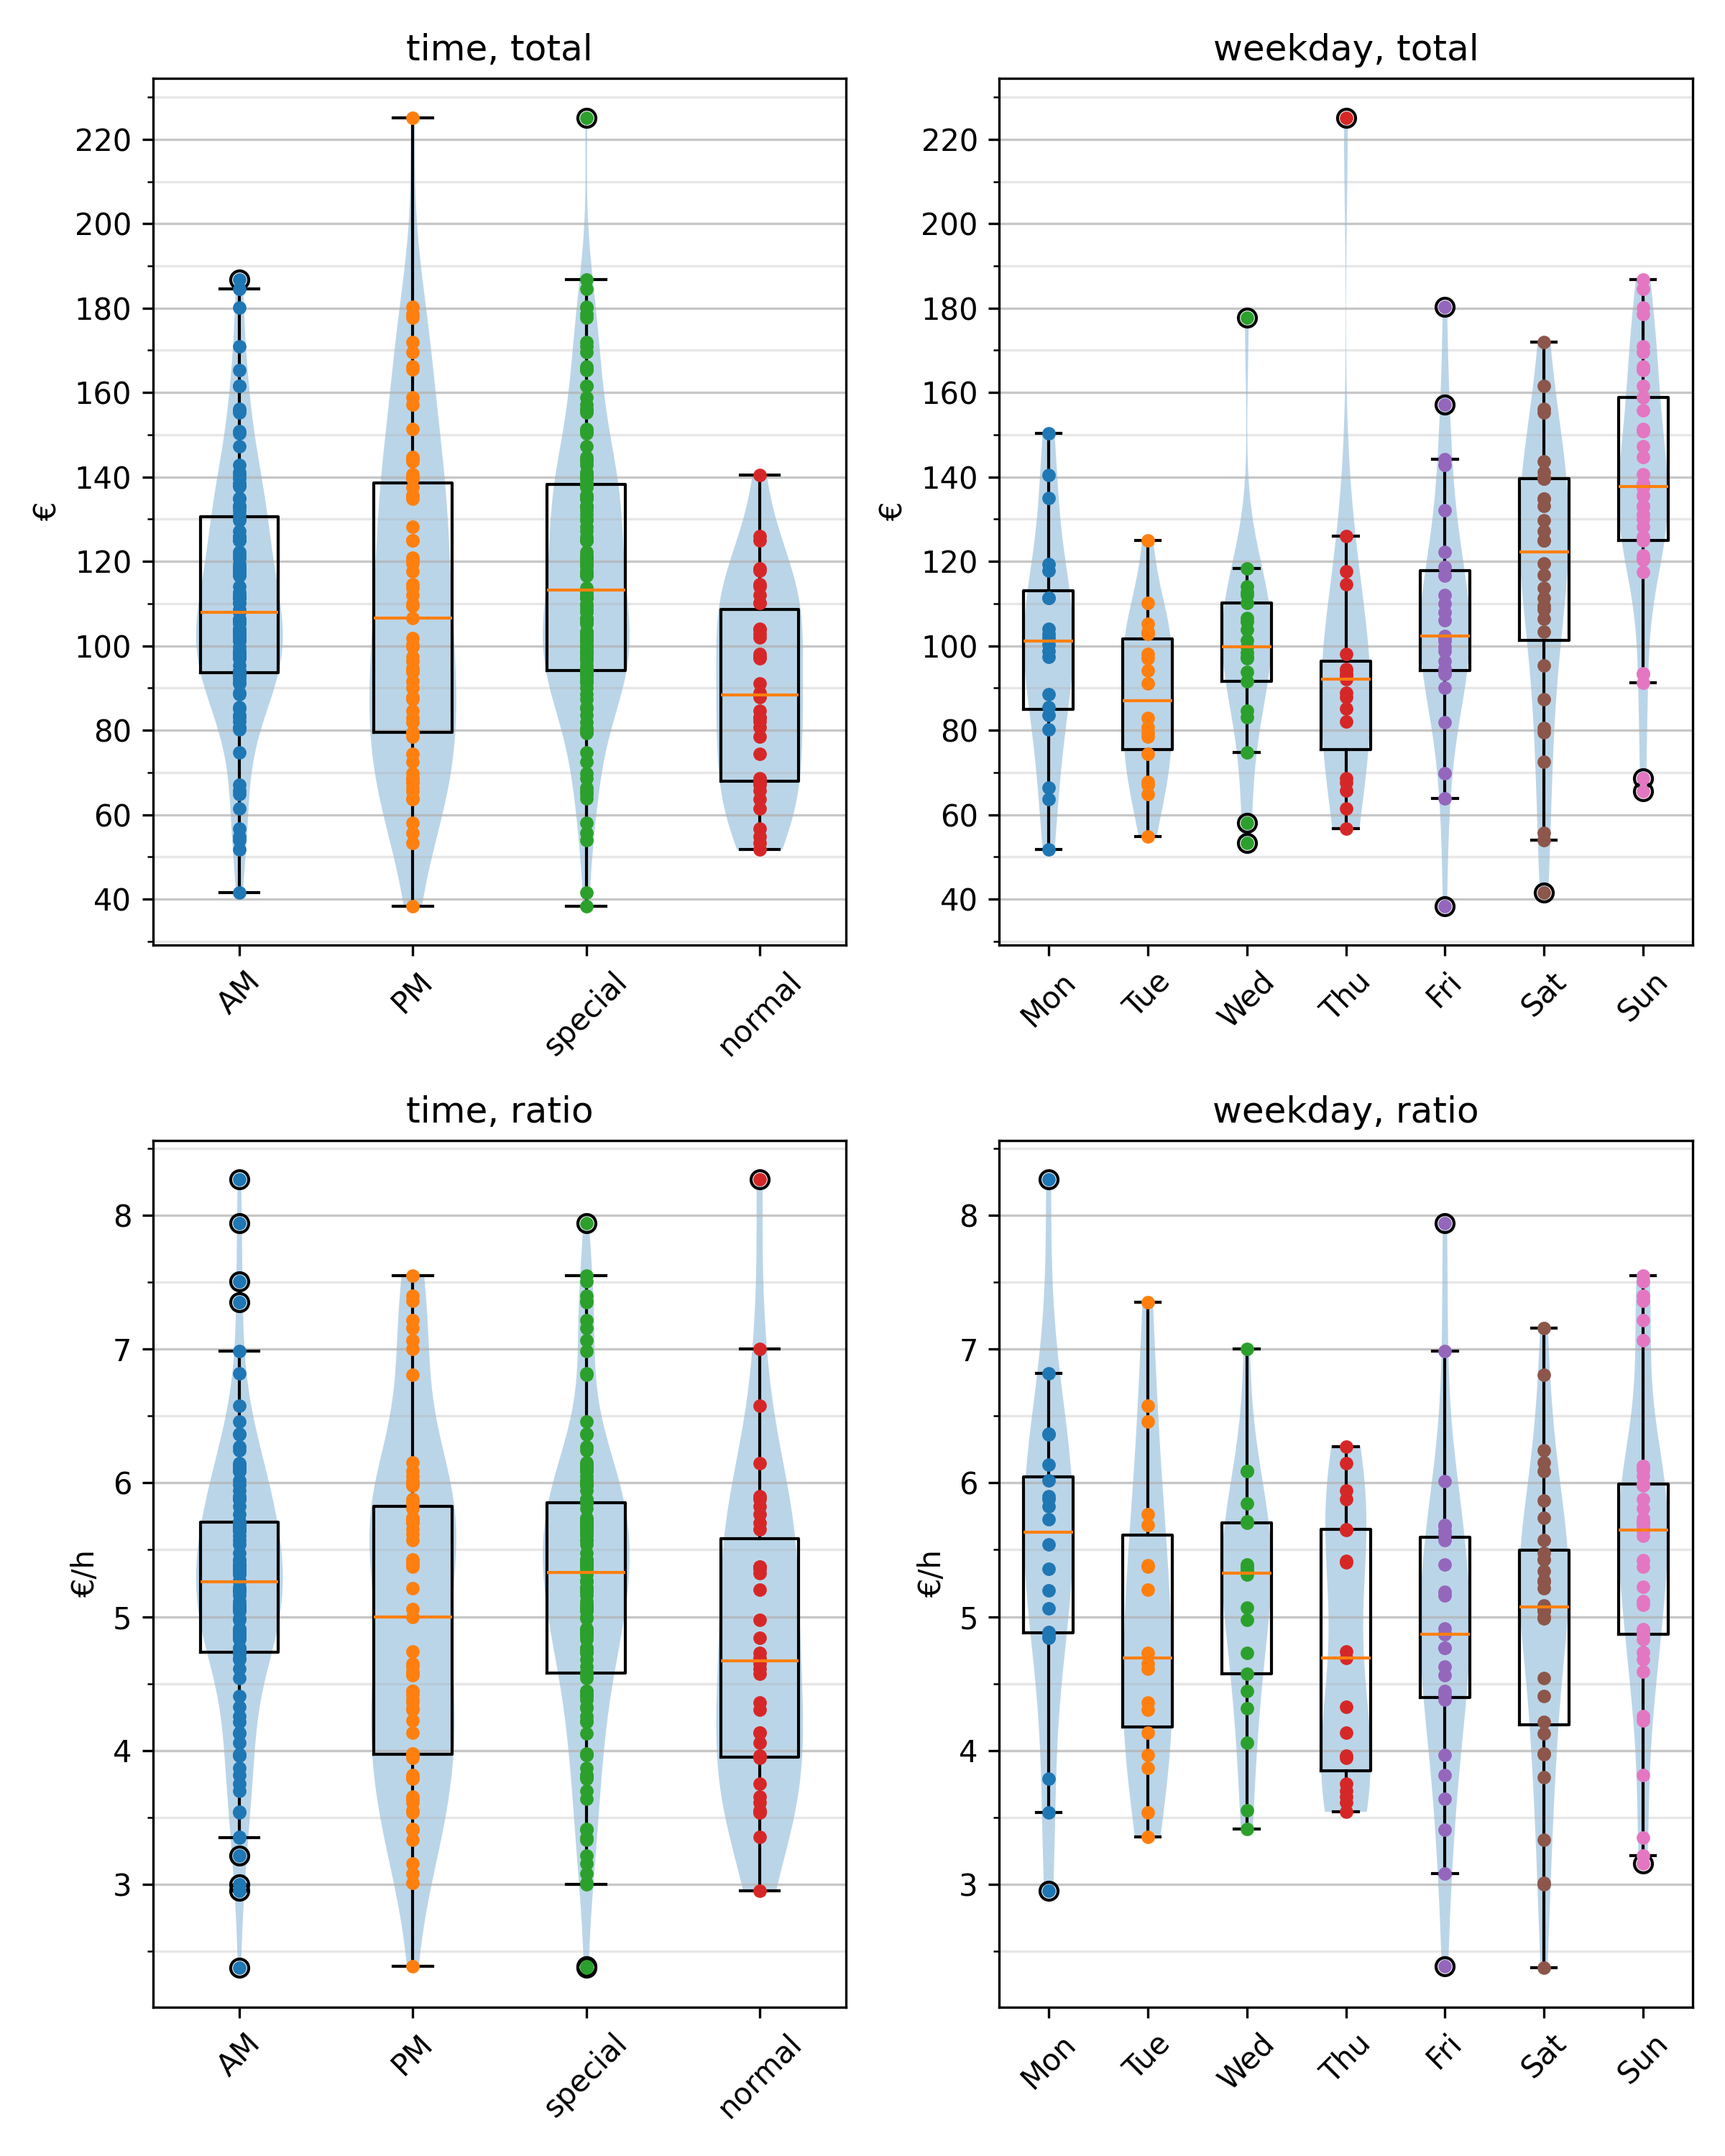 time, total
220
200
180
160
140
120
100
80
60
40
€
AM
PM
special
normal
weekday, total
220
200
180
160
140
120
100
80
60
40
€
Mon
Tue
Wed
Thu
Fri
Sat
Sun
time, ratio
8
7
6
5
4
3
€/h
AM
PM
special
normal
weekday, ratio
8
7
6
5
4
3
€/h
Mon
Tue
Wed
Thu
Fri
Sat
Sun